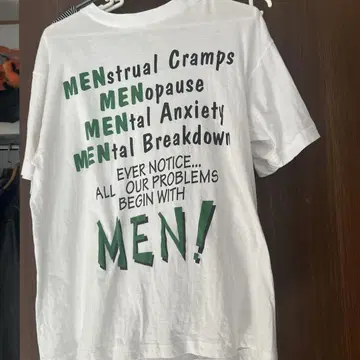 MENstrual Cramps
MENopause
MENtal Anxiety
MENtal Breakdown
EVER NOTICE...
ALL OUR PROBLEMS
BEGIN WITH
MEN!